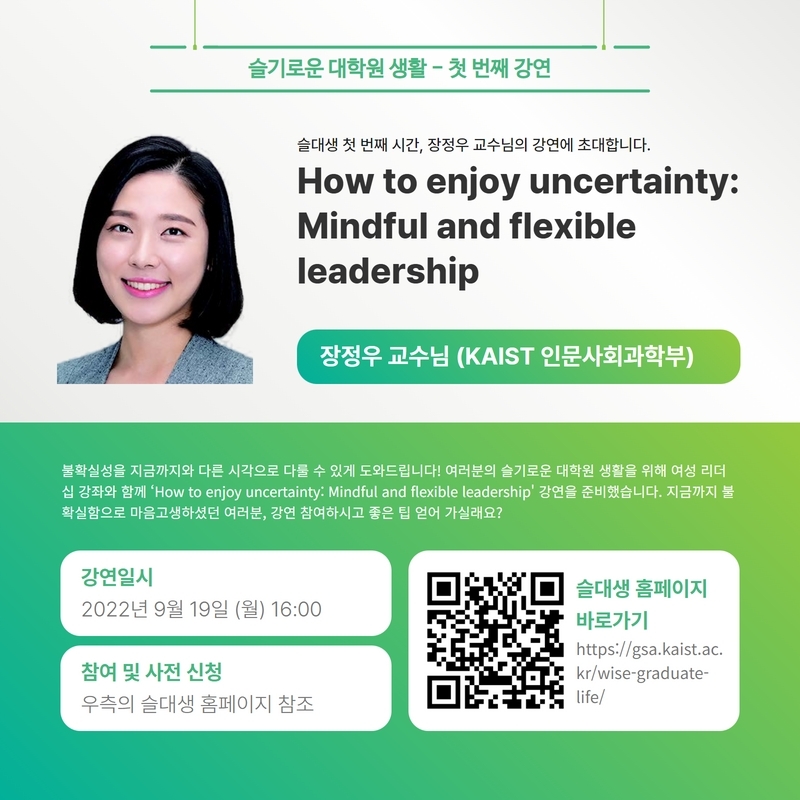 슬기로운 대학원 생활 - 첫 번째 강연
슬대생 첫 번째 시간, 장정우 교수님의 강연에 초대합니다.
How to enjoy uncertainty:
Mindful and flexible
leadership
장정우 교수님 (KAIST 인문사회과학부)
불확실성을 지금까지와 다른 시각으로 다룰 수 있게 도와드립니다! 여러분의 슬기로운 대학원 생활을 위해 여성 리더
십 강좌와 함께 ‘How to enjoy uncertainty: Mindful and flexible leadership' 강연을 준비했습니다. 지금까지 불
확실함으로 마음고생하셨던 여러분, 강연 참여하시고 좋은 팁 얻어 가실래요?
강연일시
2022년 9월 19일 (월) 16:00
참여 및 사전 신청
우측의 슬대생 홈페이지 참조
슬대생 홈페이지
바로가기
https://gsa.kaist.ac.
kr/wise-graduate-
life/